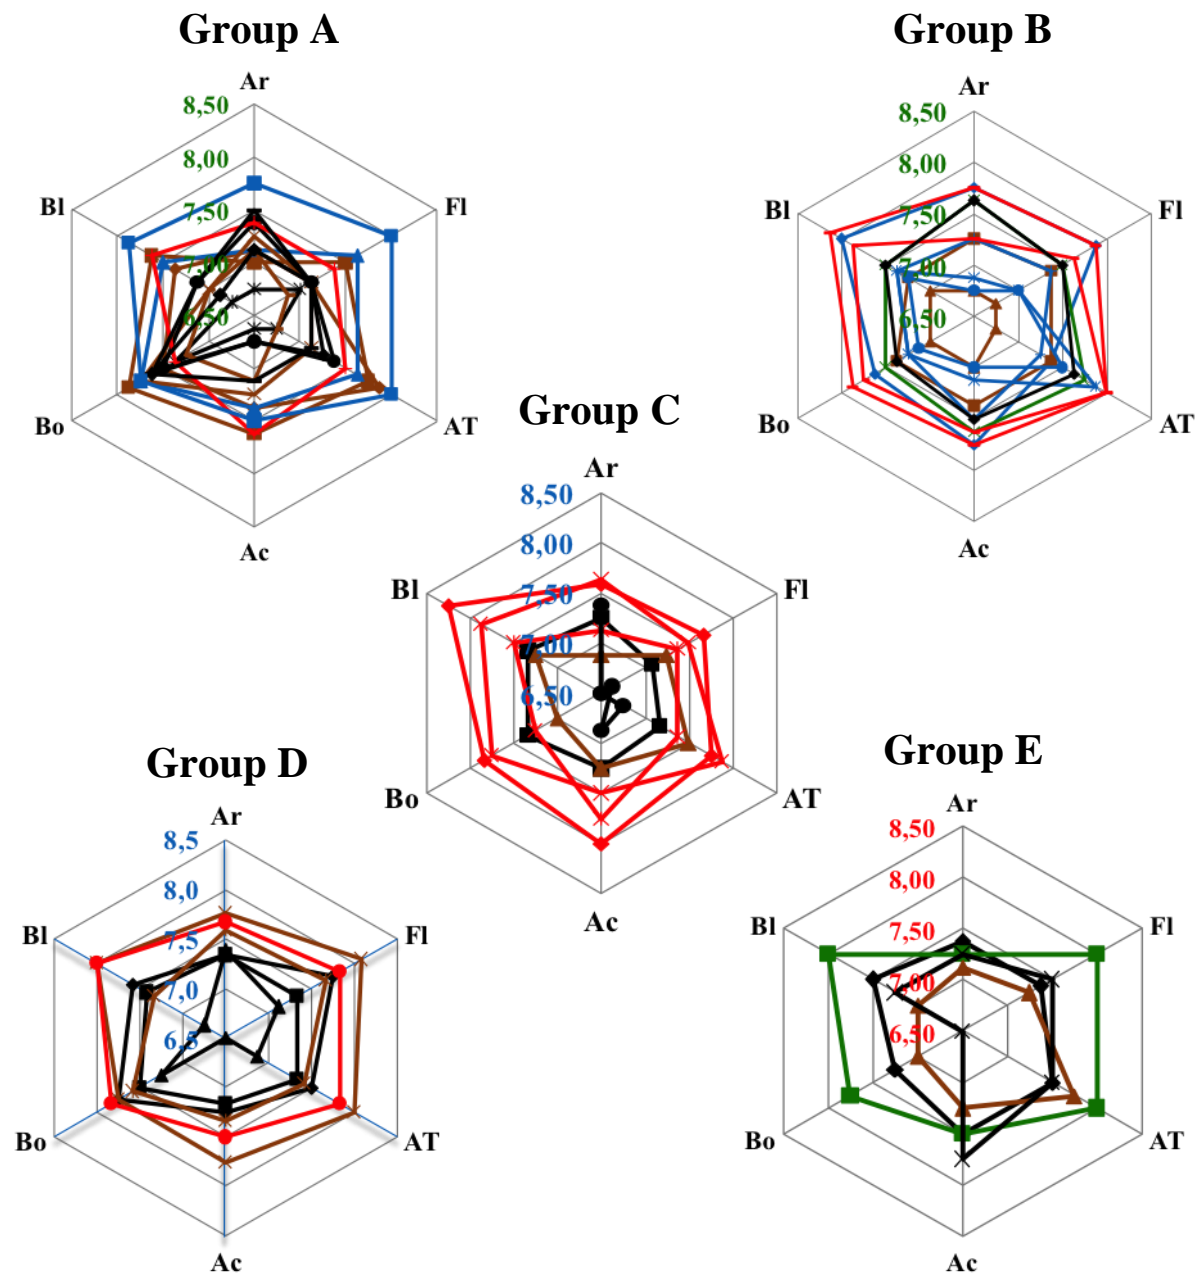 Group A
Ar
8,50
8,00
7,50
7,00
6,50
Bl
Fl
Bo
AT
Ac
Group B
Ar
8,50
8,00
7,50
7,00
6,50
Bl
Fl
Bo
AT
Ac
Group C
Ar
8,50
8,00
7,50
7,00
6,50
Bl
Fl
Bo
AT
Ac
Group D
Ar
8,5
8,0
7,5
7,0
6,5
Bl
Fl
Bo
AT
Ac
Group E
Ar
8,50
8,00
7,50
7,00
6,50
Bl
Fl
Bo
AT
Ac